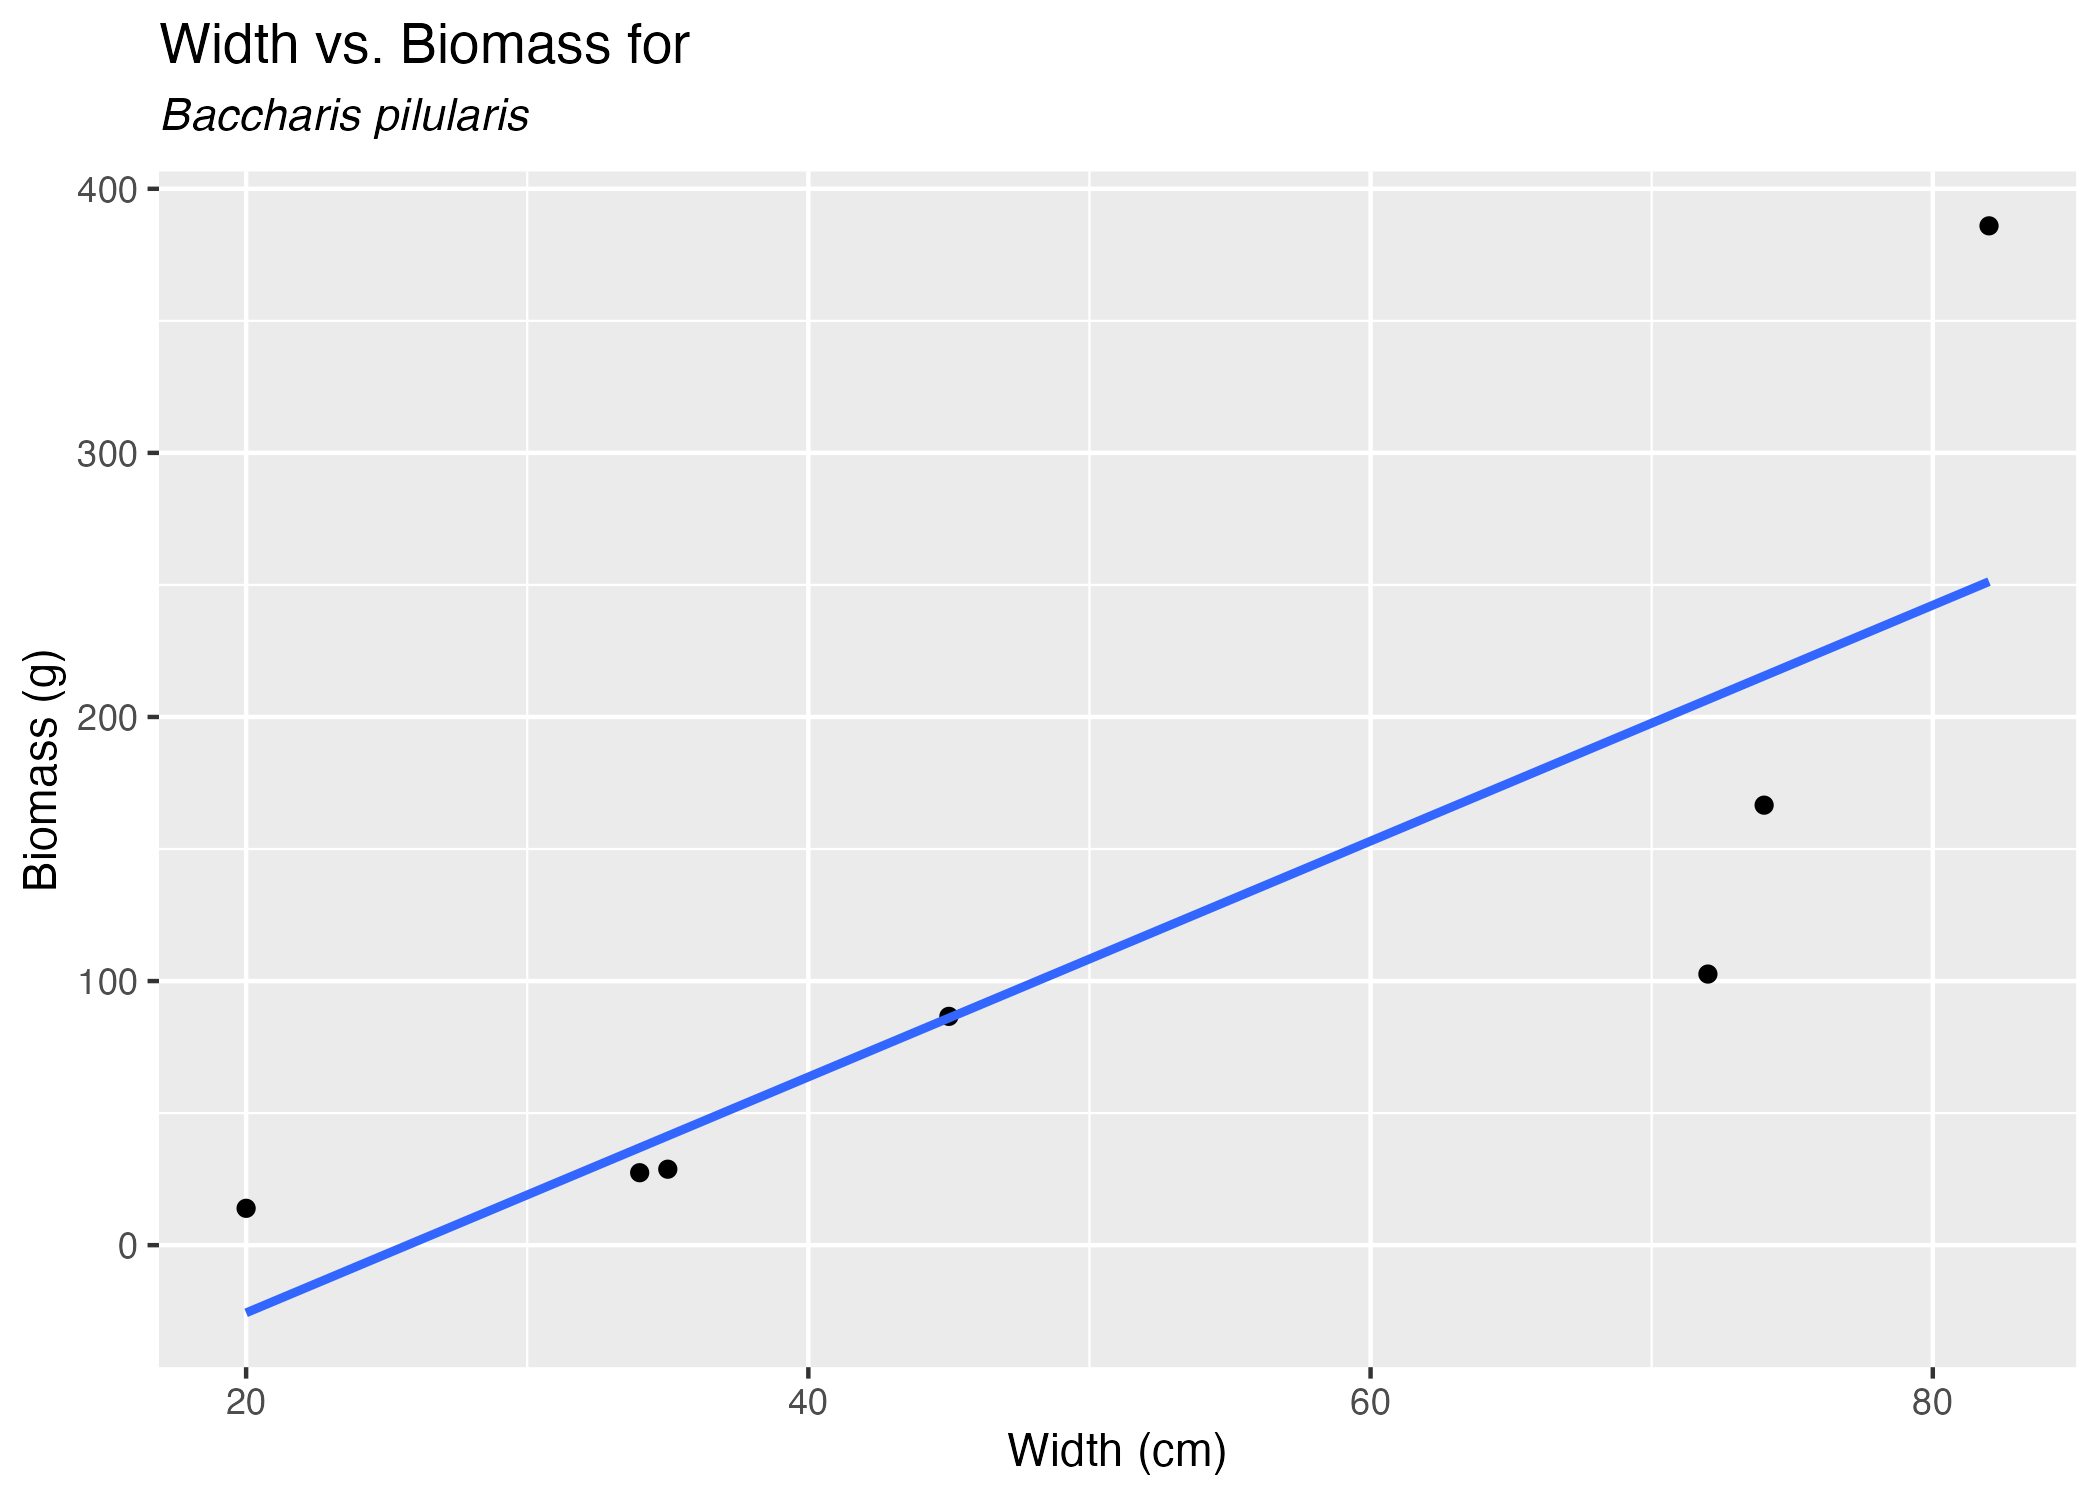 Width vs. Biomass for
Baccharis pilularis
400
300
200
100
0
Biomass (g)
20 40 60 80
Width (cm)